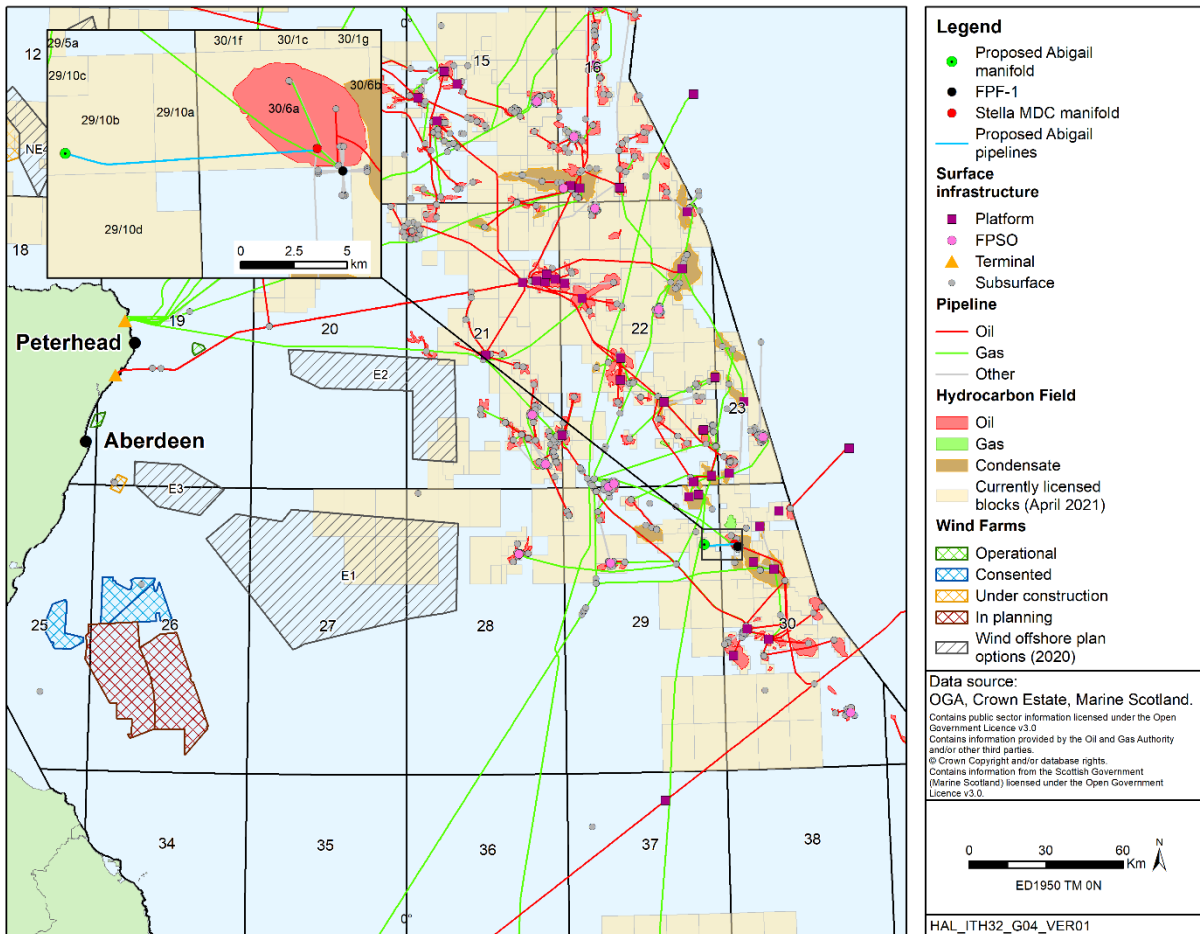 0°
12
29/5a
30/1f
30/1c
30/1g
15
16
29/10c
30/6b
29/10a
30/6a
29/10b
NE4
29/10d
18
0 2.5 5
km
19
20
21
22
Peterhead
E2
23
Aberdeen
E3
E1
25
26
27
28
29
30
34
35
36
37
38
0°
Legend
Proposed Abigail
manifold
FPF-1
Stella MDC manifold
Proposed Abigail
pipelines
Surface
infrastructure
Platform
FPSO
Terminal
Subsurface
Pipeline
Oil
Gas
Other
Hydrocarbon Field
Oil
Gas
Condensate
Currently licensed
blocks (April 2021)
Wind Farms
Operational
Consented
Under construction
In planning
Wind offshore plan
options (2020)
Data source:
OGA, Crown Estate, Marine Scotland.
Contains public sector information licensed under the Open
Government Licence v3.0
Contains information provided by the Oil and Gas Authority
and/or other third parties.
© Crown Copyright and/or database rights.
Contains information from the Scottish Government
(Marine Scotland) licensed under the Open Government
Licence v3.0.
0 30 60
Km
N
ED1950 TM 0N
HAL_ITH32_G04_VER01